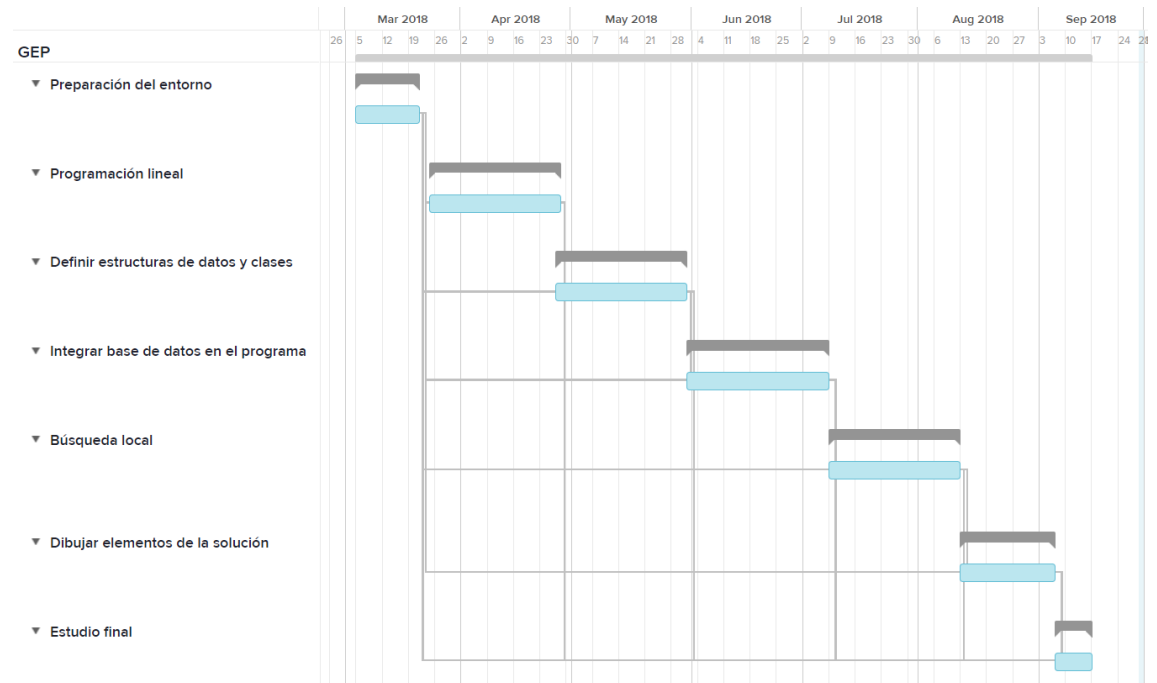 Mar 2018 Apr 2018 May 2018 Jun 2018 Jul 2018 Aug 2018 Sep 2018
26 5 12 19 26 2 9 16 23 30 7 14 21 28 4 11 18 25 2 9 16 23 30 6 13 20 27 3 10 17 24
GEP
Preparación del entorno
Programación lineal
Definir estructuras de datos y clases
Integrar base de datos en el programa
Búsqueda local
Dibujar elementos de la solución
Estudio final